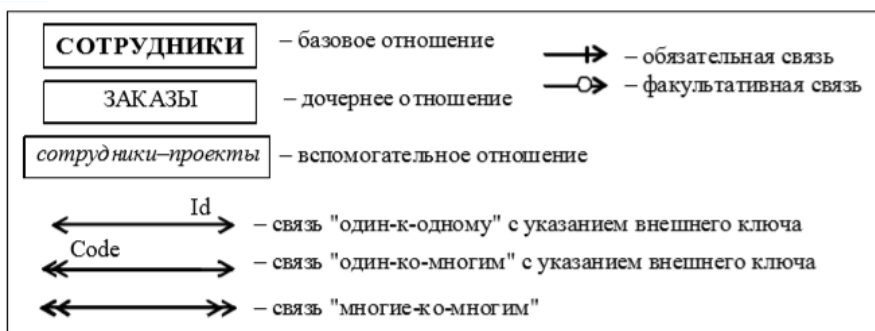 СОТРУДНИКИ – базовое отношение
– обязательная связь
ЗАКАЗЫ – дочернее отношение
– факультативная связь
сотрудники–проекты – вспомогательное отношение
Id – связь "один-к-одному" с указанием внешнего ключа
Code – связь "один-ко-многим" с указанием внешнего ключа
– связь "многие-ко-многим"